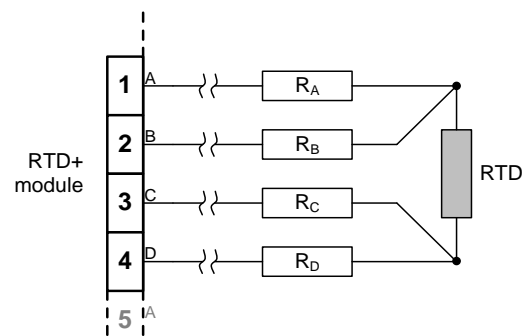 1 A R_A
2 B R_B
RTD+
module
RTD
3 C R_C
4 D R_D
5 A